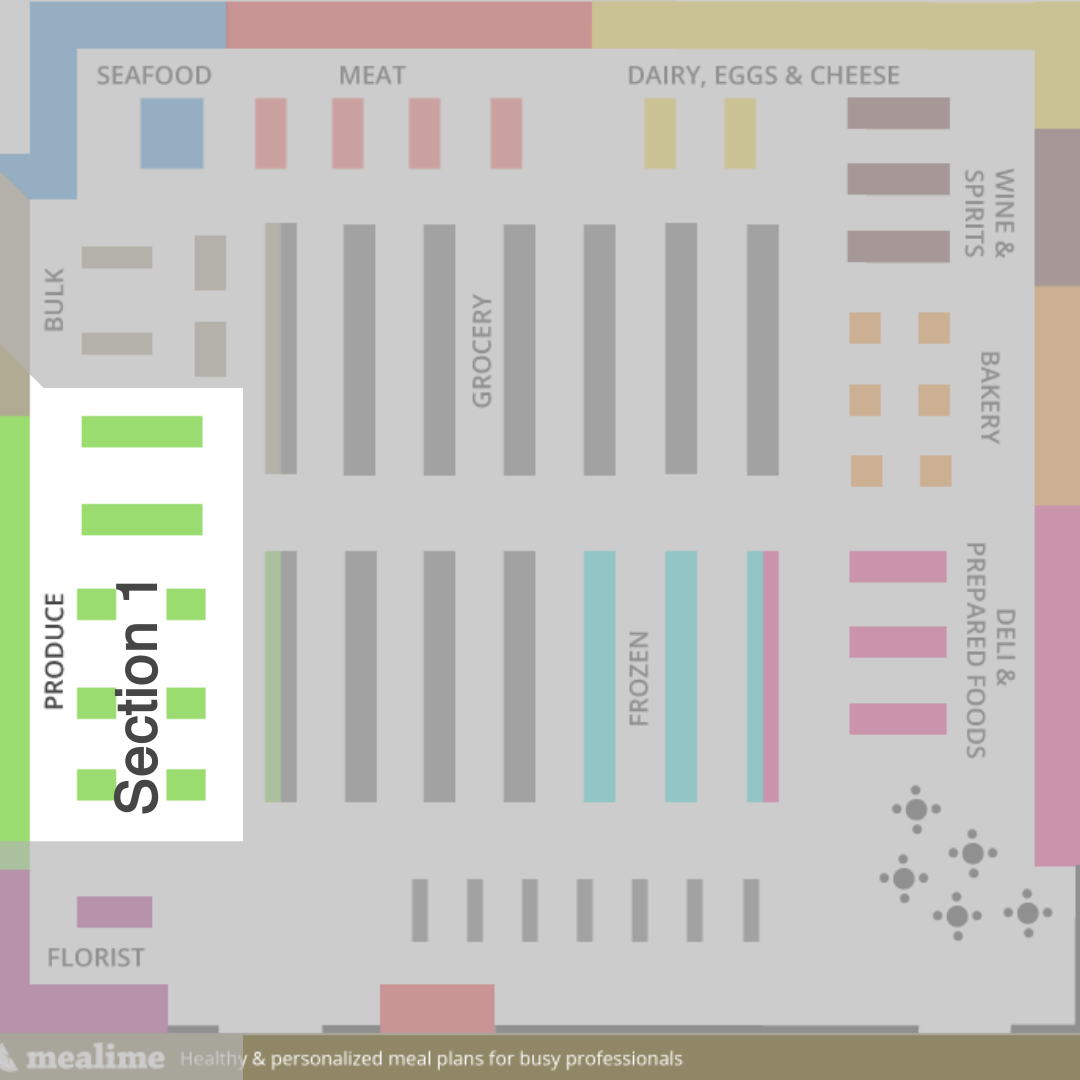 SEAFOOD
MEAT
DAIRY, EGGS & CHEESE
WINE &
SPIRITS
BULK
GROCERY
BAKERY
PRODUCE
Section 1
FROZEN
DELI &
PREPARED FOODS
FLORIST
mealime
Healthy & personalized meal plans for busy professionals